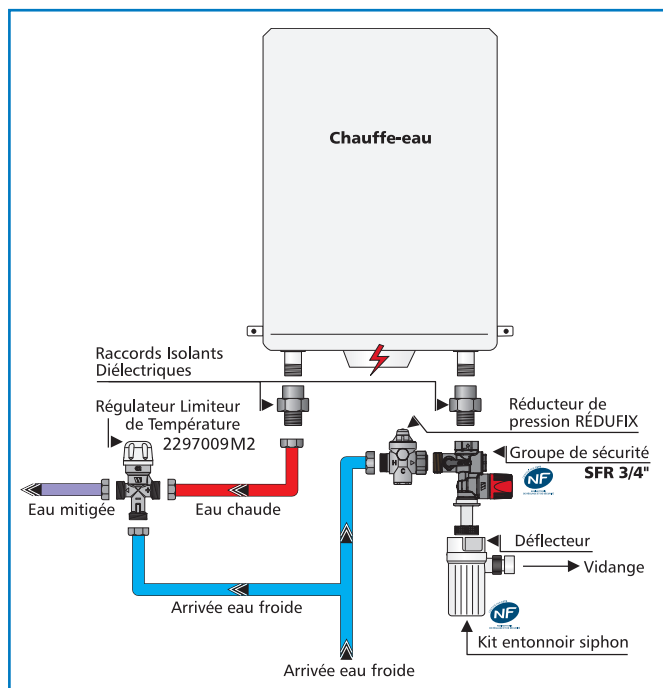 Chauffe-eau
Raccords Isolants
Diélectriques
Régulateur Limiteur
de Température
2297009M2
Réducteur de
pression RÉDUFIX
Groupe de sécurité
SFR 3/4"
NF
Eau mitigée
Eau chaude
Déflecteur
Vidange
Arrivée eau froide
NF
Kit entonnoir siphon
Arrivée eau froide